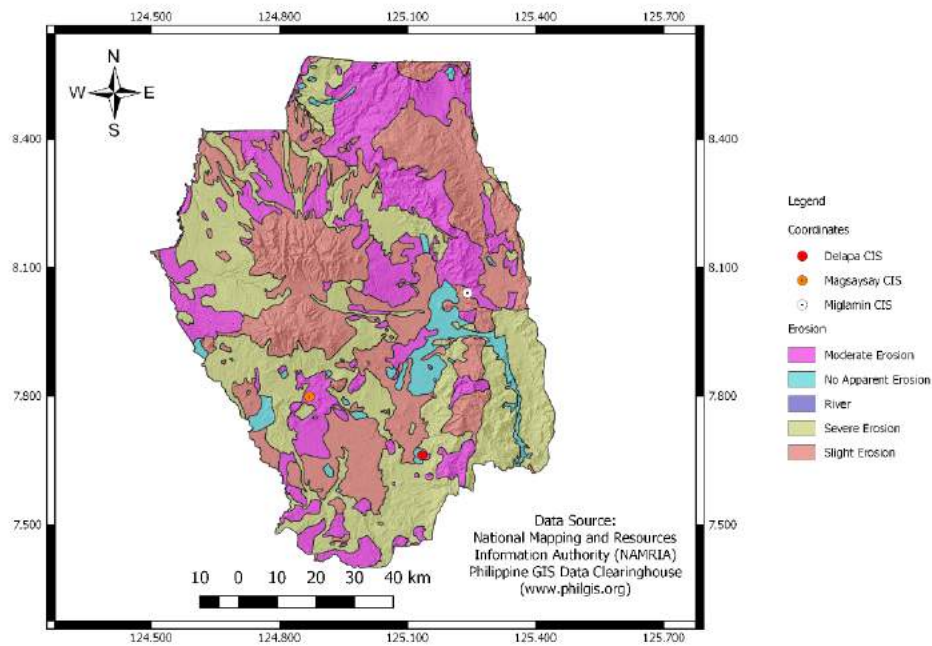 124.500 124.800 125.100 125.400 125.700
N
W E
S
8.400 8.400
8.100 8.100
7.800 7.800
7.500 7.500
Legend
Coordinates
Delapa CIS
Magsaysay CIS
Miglamin CIS
Erosion
Moderate Erosion
No Apparent Erosion
River
Severe Erosion
Slight Erosion
Data Source:
National Mapping and Resources
Information Authority (NAMRIA)
Philippine GIS Data Clearinghouse
(www.philgis.org)
10 0 10 20 30 40 km
124.500 124.800 125.100 125.400 125.700